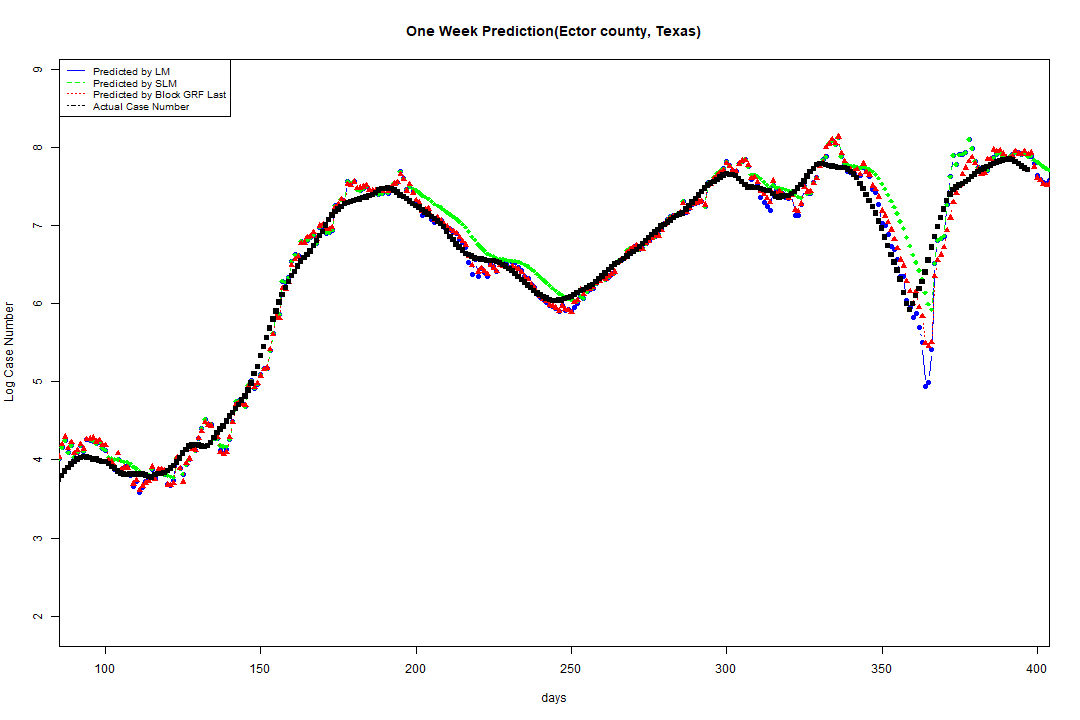 One Week Prediction(Ector county, Texas)
Predicted by LM
Predicted by SLM
Predicted by Block GRF Last
Actual Case Number
9
8
7
6
5
4
3
2
Log Case Number
100 150 200 250 300 350 400
days